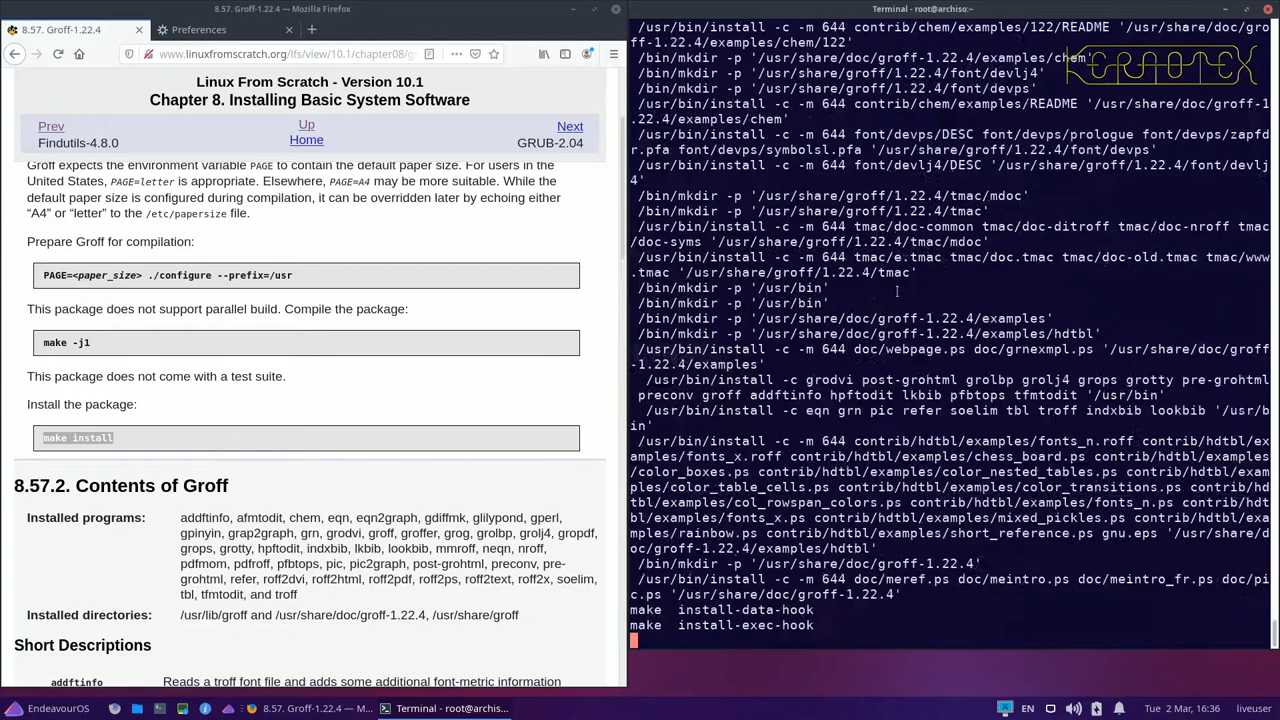 8.57. Groff-1.22.4 — Mozilla Firefox
8.57. Groff-1.22.4
Preferences
www.linuxfromscratch.org/lfs/view/10.1/chapter08/g
Linux From Scratch - Version 10.1
Chapter 8. Installing Basic System Software
Prev
Up
Next
Findutils-4.8.0
Home
GRUB-2.04
Groff expects the environment variable PAGE to contain the default paper size. For users in the
United States, PAGE=letter is appropriate. Elsewhere, PAGE=A4 may be more suitable. While the
default paper size is configured during compilation, it can be overridden later by echoing either
“A4” or “letter” to the /etc/papersize file.
Prepare Groff for compilation:
PAGE=<paper_size> ./configure --prefix=/usr
This package does not support parallel build. Compile the package:
make -j1
This package does not come with a test suite.
Install the package:
make install
8.57.2. Contents of Groff
Installed programs: addftinfo, afmtodit, chem, eqn, eqn2graph, gdiffmk, glilypond, gperl,
gpinyin, grap2graph, grn, grodvi, groff, groffer, grog, grolbp, grolj4, gropdf,
grops, grotty, hpftodit, indxbib, lkbib, lookbib, mmroff, neqn, nroff,
pdfmom, pdfroff, pfbtops, pic, pic2graph, post-grohtml, preconv, pre-
grohtml, refer, roff2dvi, roff2html, roff2pdf, roff2ps, roff2text, roff2x, soelim,
tbl, tfmtodit, and troff
Installed directories: /usr/lib/groff and /usr/share/doc/groff-1.22.4, /usr/share/groff
Short Descriptions
addftinfo Reads a troff font file and adds some additional font-metric information
Terminal - root@archiso:~
KERNOTEX
/usr/bin/install -c -m 644 contrib/chem/examples/122/README '/usr/share/doc/gro
ff-1.22.4/examples/chem/122'
/bin/mkdir -p '/usr/share/doc/groff-1.22.4/examples/chem'
/bin/mkdir -p '/usr/share/groff/1.22.4/font/devlj4'
/bin/mkdir -p '/usr/share/groff/1.22.4/font/devps'
/usr/bin/install -c -m 644 contrib/chem/examples/README '/usr/share/doc/groff-1
.22.4/examples/chem'
/usr/bin/install -c -m 644 font/devps/DESC font/devps/prologue font/devps/zapfd
r.pfa font/devps/symbolsl.pfa '/usr/share/groff/1.22.4/font/devps'
/usr/bin/install -c -m 644 font/devlj4/DESC '/usr/share/groff/1.22.4/font/devlj
4'
/bin/mkdir -p '/usr/share/groff/1.22.4/tmac/mdoc'
/bin/mkdir -p '/usr/share/groff/1.22.4/tmac'
/usr/bin/install -c -m 644 tmac/doc-common tmac/doc-ditroff tmac/doc-nroff tmac
/doc-syms '/usr/share/groff/1.22.4/tmac/mdoc'
/usr/bin/install -c -m 644 tmac/e.tmac tmac/doc.tmac tmac/doc-old.tmac tmac/www
.tmac '/usr/share/groff/1.22.4/tmac'
/bin/mkdir -p '/usr/bin'
/bin/mkdir -p '/usr/bin'
/bin/mkdir -p '/usr/share/doc/groff-1.22.4/examples'
/bin/mkdir -p '/usr/share/doc/groff-1.22.4/examples/hdtbl'
/usr/bin/install -c -m 644 doc/webpage.ps doc/grnexmpl.ps '/usr/share/doc/groff
-1.22.4/examples'
/usr/bin/install -c grodvi post-grohtml grolbp grolj4 grops grotty pre-grohtml
preconv groff addftinfo hpftodit lkbib pfbtops tfmtodit '/usr/bin'
/usr/bin/install -c eqn grn pic refer soelim tbl troff indxbib lookbib '/usr/b
in'
/usr/bin/install -c -m 644 contrib/hdtbl/examples/fonts_n.roff contrib/hdtbl/ex
amples/fonts_x.roff contrib/hdtbl/examples/chess_board.ps contrib/hdtbl/examples
/color_boxes.ps contrib/hdtbl/examples/color_nested_tables.ps contrib/hdtbl/exam
ples/color_table_cells.ps contrib/hdtbl/examples/color_transitions.ps contrib/hd
tbl/examples/col_rowspan_colors.ps contrib/hdtbl/examples/fonts_n.ps contrib/hdt
bl/examples/fonts_x.ps contrib/hdtbl/examples/mixed_pickles.ps contrib/hdtbl/exa
mples/rainbow.ps contrib/hdtbl/examples/short_reference.ps gnu.eps '/usr/share/d
oc/groff-1.22.4/examples/hdtbl'
/bin/mkdir -p '/usr/share/doc/groff-1.22.4'
/usr/bin/install -c -m 644 doc/meref.ps doc/meintro.ps doc/meintro_fr.ps doc/pi
c.ps '/usr/share/doc/groff-1.22.4'
make  install-data-hook
make  install-exec-hook
EndeavourOS
8.57. Groff-1.22.4 — M...
Terminal - root@archiso:...
EN
Tue 2 Mar, 16:36
liveuser